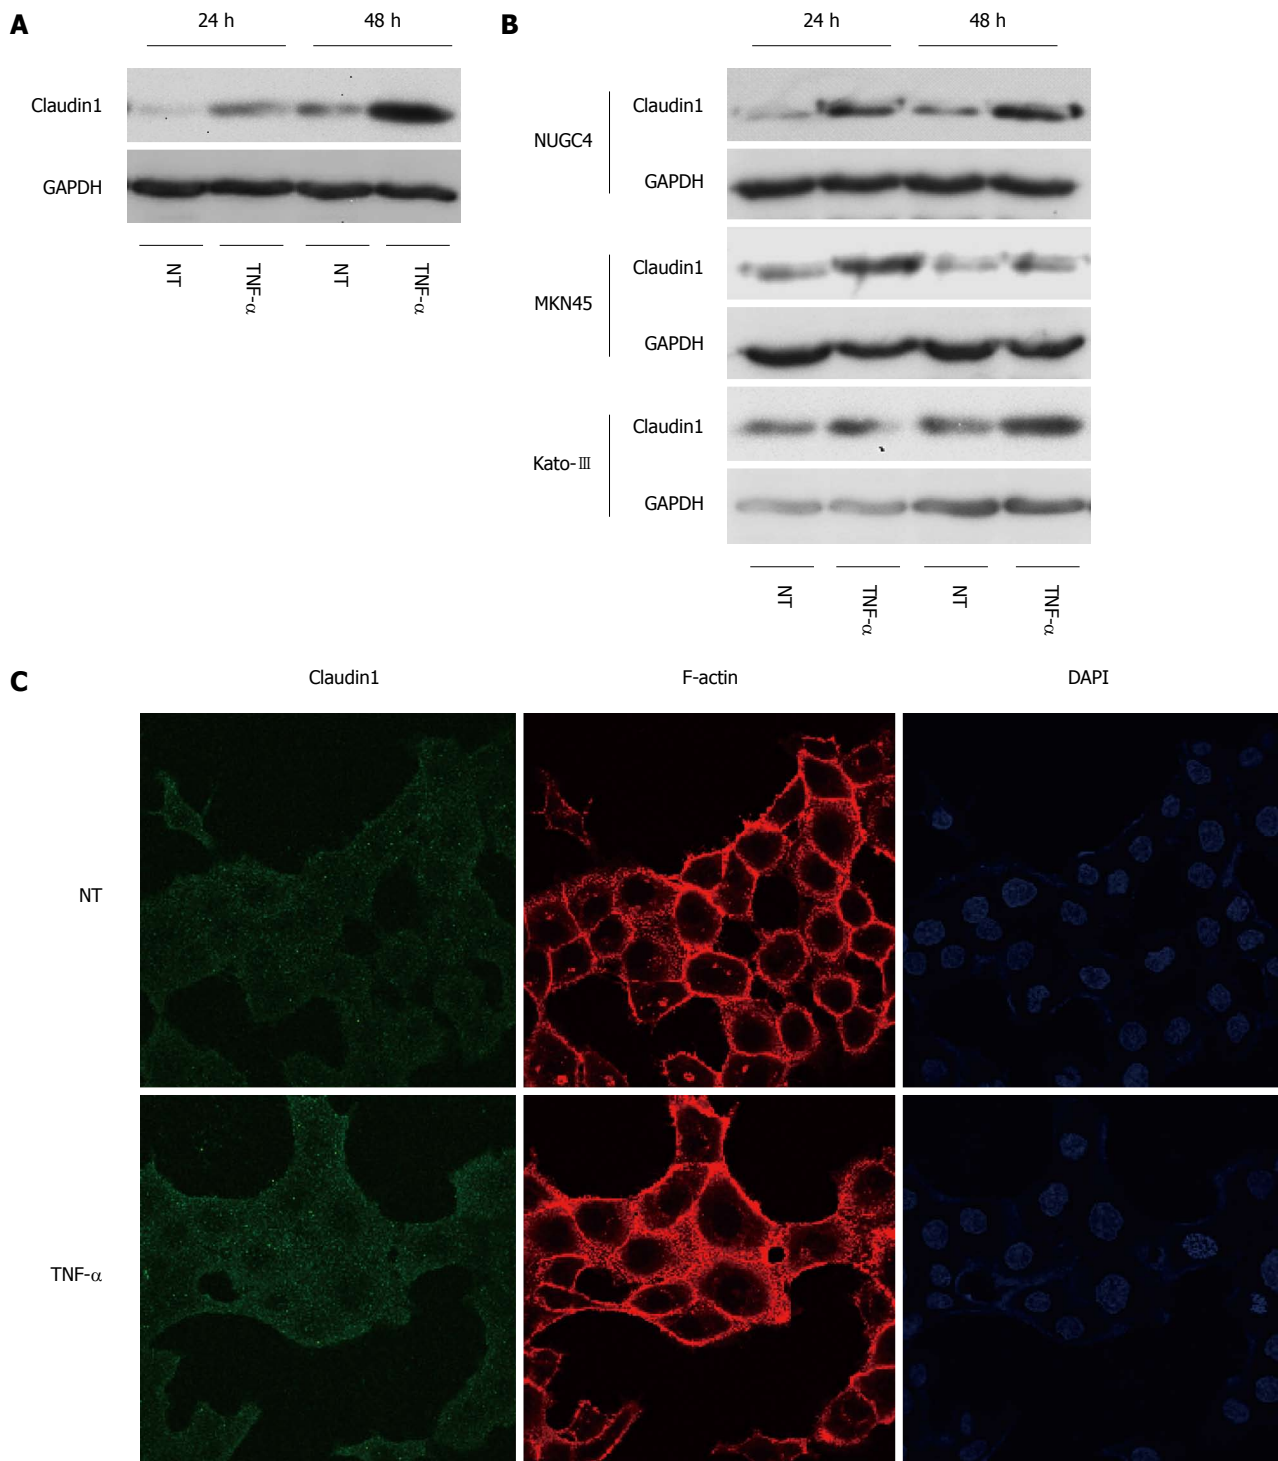 A
24 h
48 h
Claudin1
GAPDH
NT
TNF-α
NT
TNF-α
B
24 h
48 h
NUGC4
Claudin1
GAPDH
MKN45
Claudin1
GAPDH
Kato-Ⅲ
Claudin1
GAPDH
NT
TNF-α
NT
TNF-α
C
Claudin1
F-actin
DAPI
NT
TNF-α